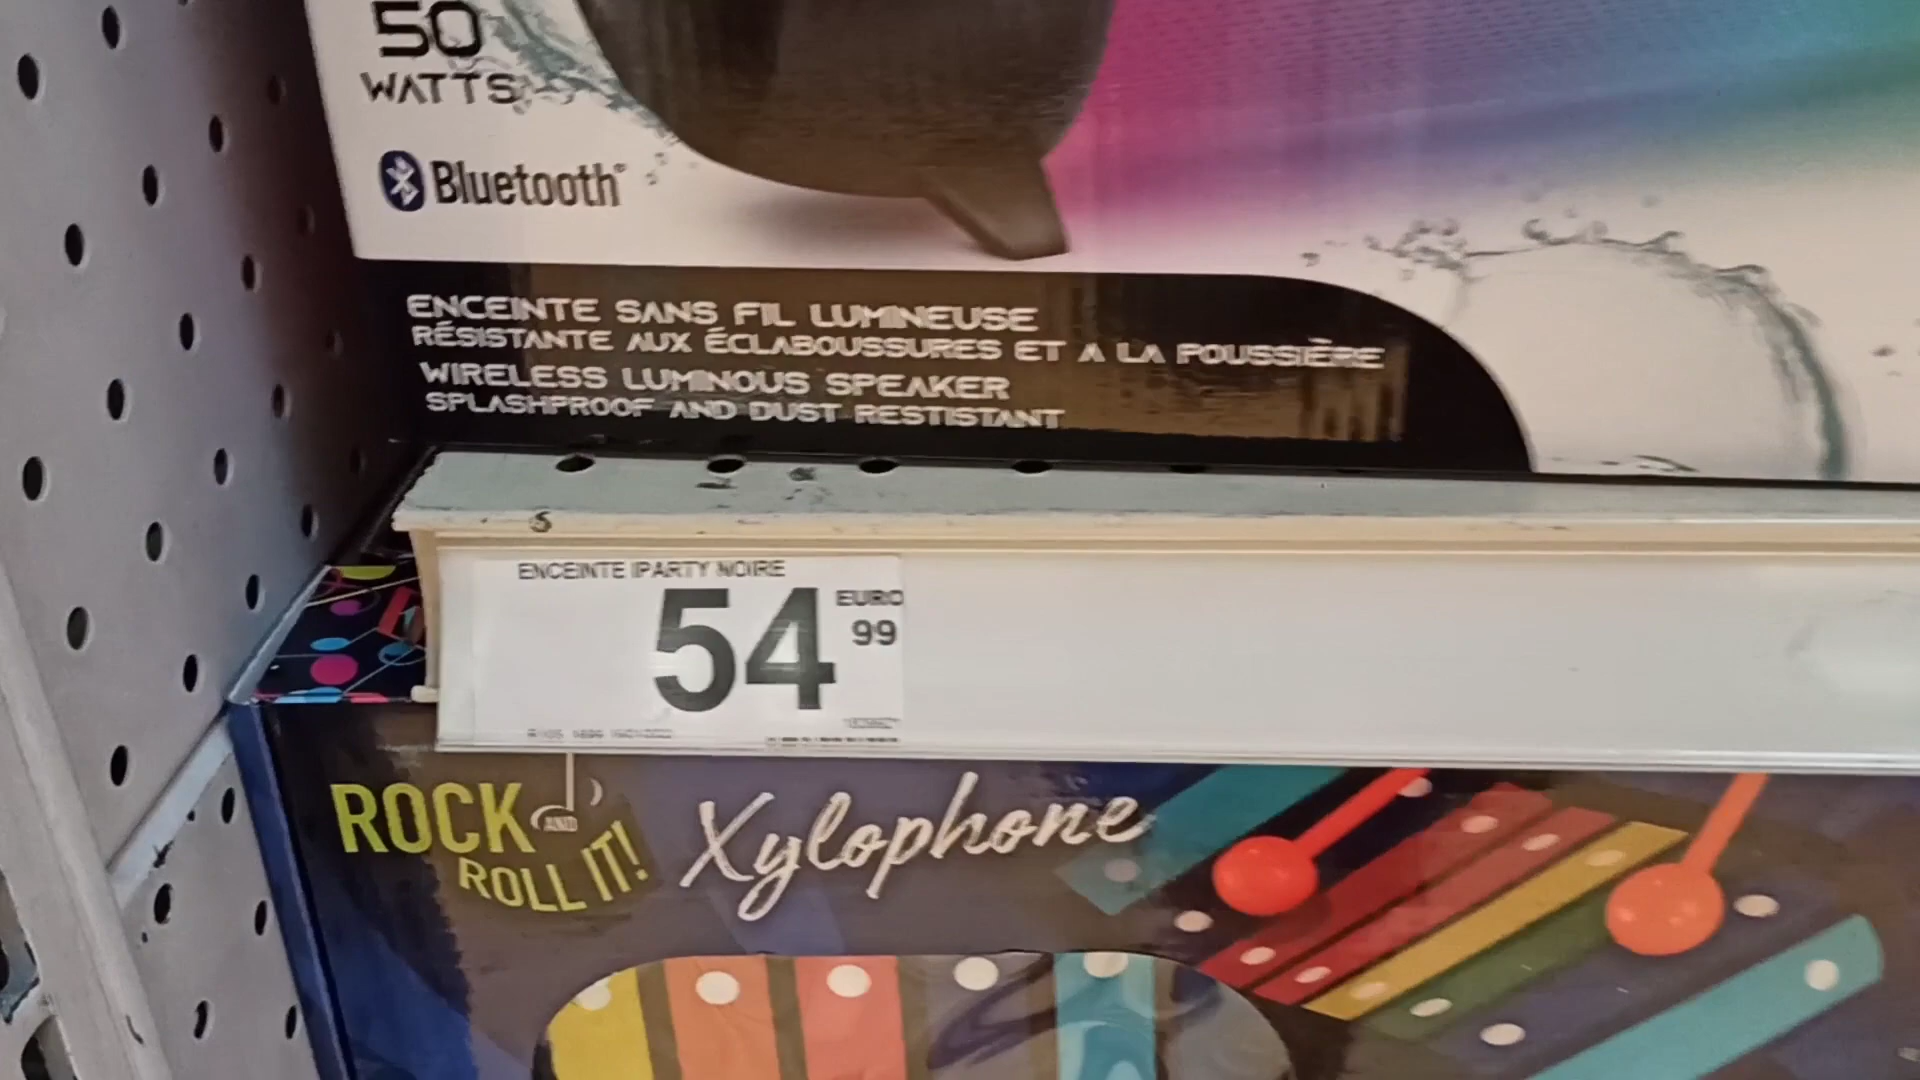 50
WATTS
Bluetooth
ENCEINTE SANS FIL LUMINEUSE
RÉSISTANTE AUX ÉCLABOUSSURES ET A LA POUSSIÈRE
WIRELESS LUMINOUS SPEAKER
SPLASHPROOF AND DUST RESTISTANT
ENCEINTE IPARTY NOIRE
54 EURO
99
ROCK
ROLL IT!
Xylophone